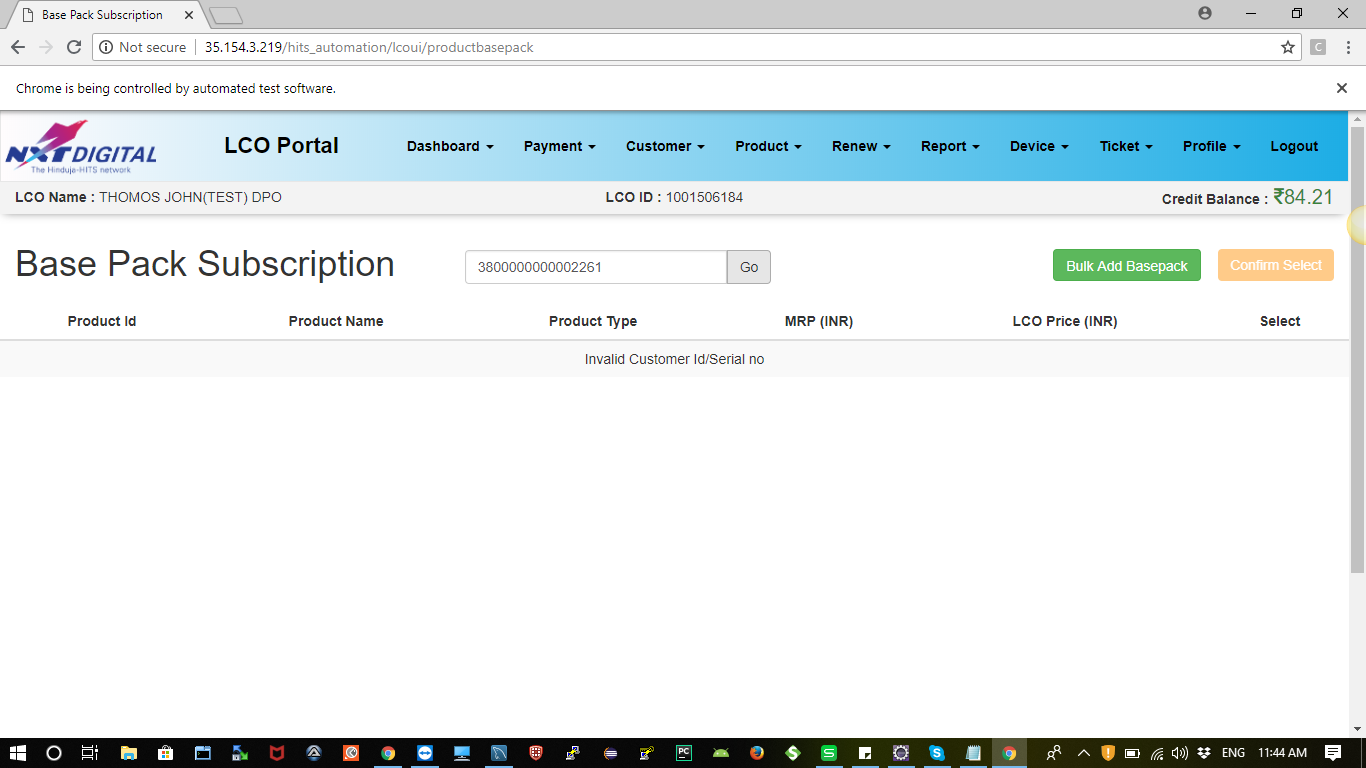 Base Pack Subscription
Not secure 35.154.3.219/hits_automation/lcoui/productbasepack
C
Chrome is being controlled by automated test software.
NXTDIGITAL
The Hinduja-HITS network
LCO Portal Dashboard Payment Customer Product Renew Report Device Ticket Profile Logout
LCO Name : THOMOS JOHN(TEST) DPO LCO ID : 1001506184 Credit Balance : ₹84.21
Base Pack Subscription 3800000000002261 Go Bulk Add Basepack Confirm Select
Product Id Product Name Product Type MRP (INR) LCO Price (INR) Select
Invalid Customer Id/Serial no
PC S ENG 11:44 AM